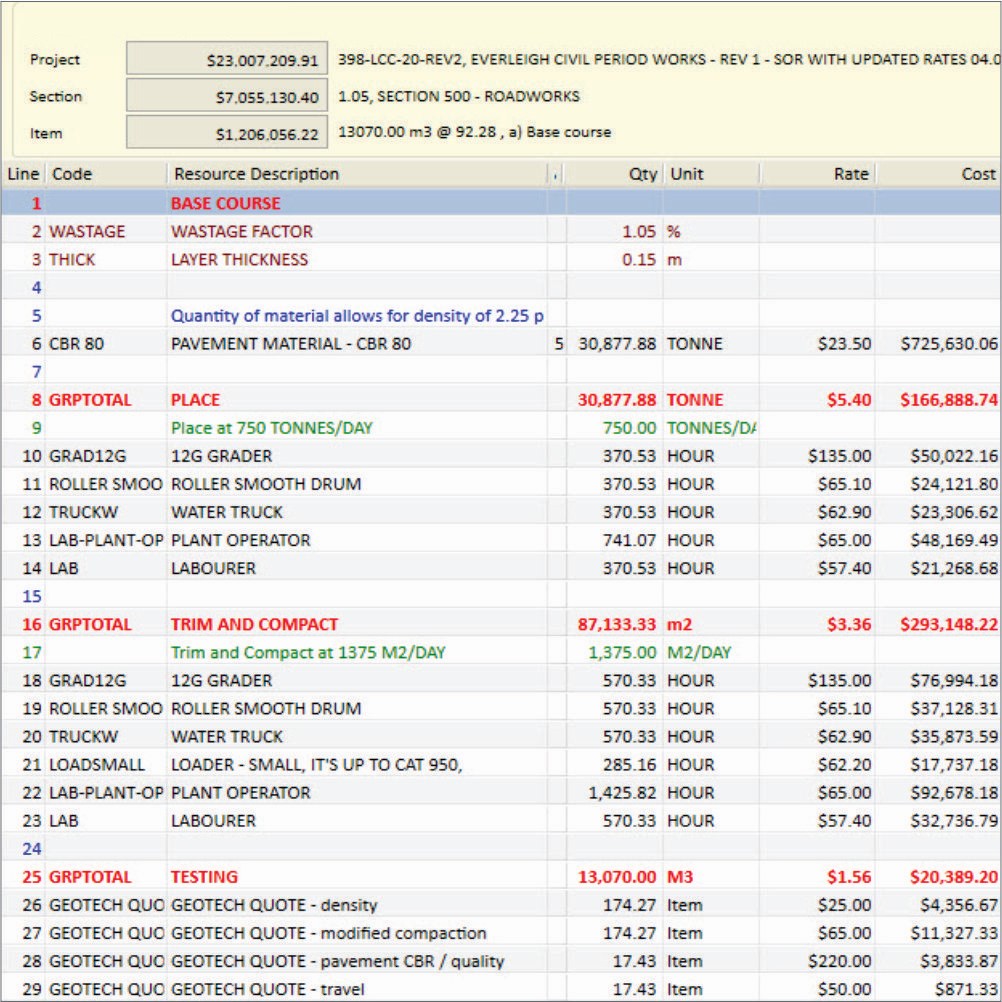 Project $23,007,209.91 398-LCC-20-REV2, EVERLEIGH CIVIL PERIOD WORKS - REV 1 - SOR WITH UPDATED RATES 04.0
Section $7,055,130.40 1.05, SECTION 500 - ROADWORKS
Item $1,206,056.22 13070.00 m3 @ 92.28 , a) Base course
Line Code Resource Description Qty Unit Rate Cost
1 BASE COURSE
2 WASTAGE WASTAGE FACTOR 1.05 %
3 THICK LAYER THICKNESS 0.15 m
4
5 Quantity of material allows for density of 2.25 p
6 CBR 80 PAVEMENT MATERIAL - CBR 80 5 30,877.88 TONNE $23.50 $725,630.06
7
8 GRPTOTAL PLACE 30,877.88 TONNE $5.40 $166,888.74
9 Place at 750 TONNES/DAY 750.00 TONNES/DA
10 GRAD12G 12G GRADER 370.53 HOUR $135.00 $50,022.16
11 ROLLER SMOO ROLLER SMOOTH DRUM 370.53 HOUR $65.10 $24,121.80
12 TRUCKW WATER TRUCK 370.53 HOUR $62.90 $23,306.62
13 LAB-PLANT-OP PLANT OPERATOR 741.07 HOUR $65.00 $48,169.49
14 LAB LABOURER 370.53 HOUR $57.40 $21,268.68
15
16 GRPTOTAL TRIM AND COMPACT 87,133.33 m2 $3.36 $293,148.22
17 Trim and Compact at 1375 M2/DAY 1,375.00 M2/DAY
18 GRAD12G 12G GRADER 570.33 HOUR $135.00 $76,994.18
19 ROLLER SMOO ROLLER SMOOTH DRUM 570.33 HOUR $65.10 $37,128.31
20 TRUCKW WATER TRUCK 570.33 HOUR $62.90 $35,873.59
21 LOADSMALL LOADER - SMALL, IT'S UP TO CAT 950, 285.16 HOUR $62.20 $17,737.18
22 LAB-PLANT-OP PLANT OPERATOR 1,425.82 HOUR $65.00 $92,678.18
23 LAB LABOURER 570.33 HOUR $57.40 $32,736.79
24
25 GRPTOTAL TESTING 13,070.00 M3 $1.56 $20,389.20
26 GEOTECH QUO GEOTECH QUOTE - density 174.27 Item $25.00 $4,356.67
27 GEOTECH QUO GEOTECH QUOTE - modified compaction 174.27 Item $65.00 $11,327.33
28 GEOTECH QUO GEOTECH QUOTE - pavement CBR / quality 17.43 Item $220.00 $3,833.87
29 GEOTECH QUO GEOTECH QUOTE - travel 17.43 Item $50.00 $871.33